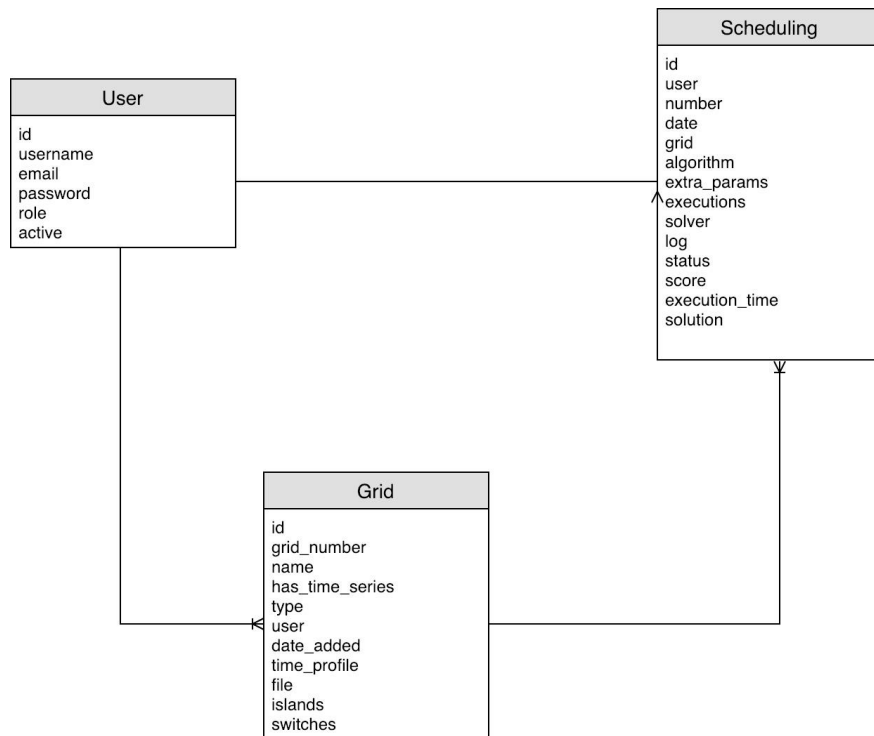 Scheduling
id
user
number
date
grid
algorithm
extra_params
executions
solver
log
status
score
execution_time
solution
User
id
username
email
password
role
active
Grid
id
grid_number
name
has_time_series
type
user
date_added
time_profile
file
islands
switches